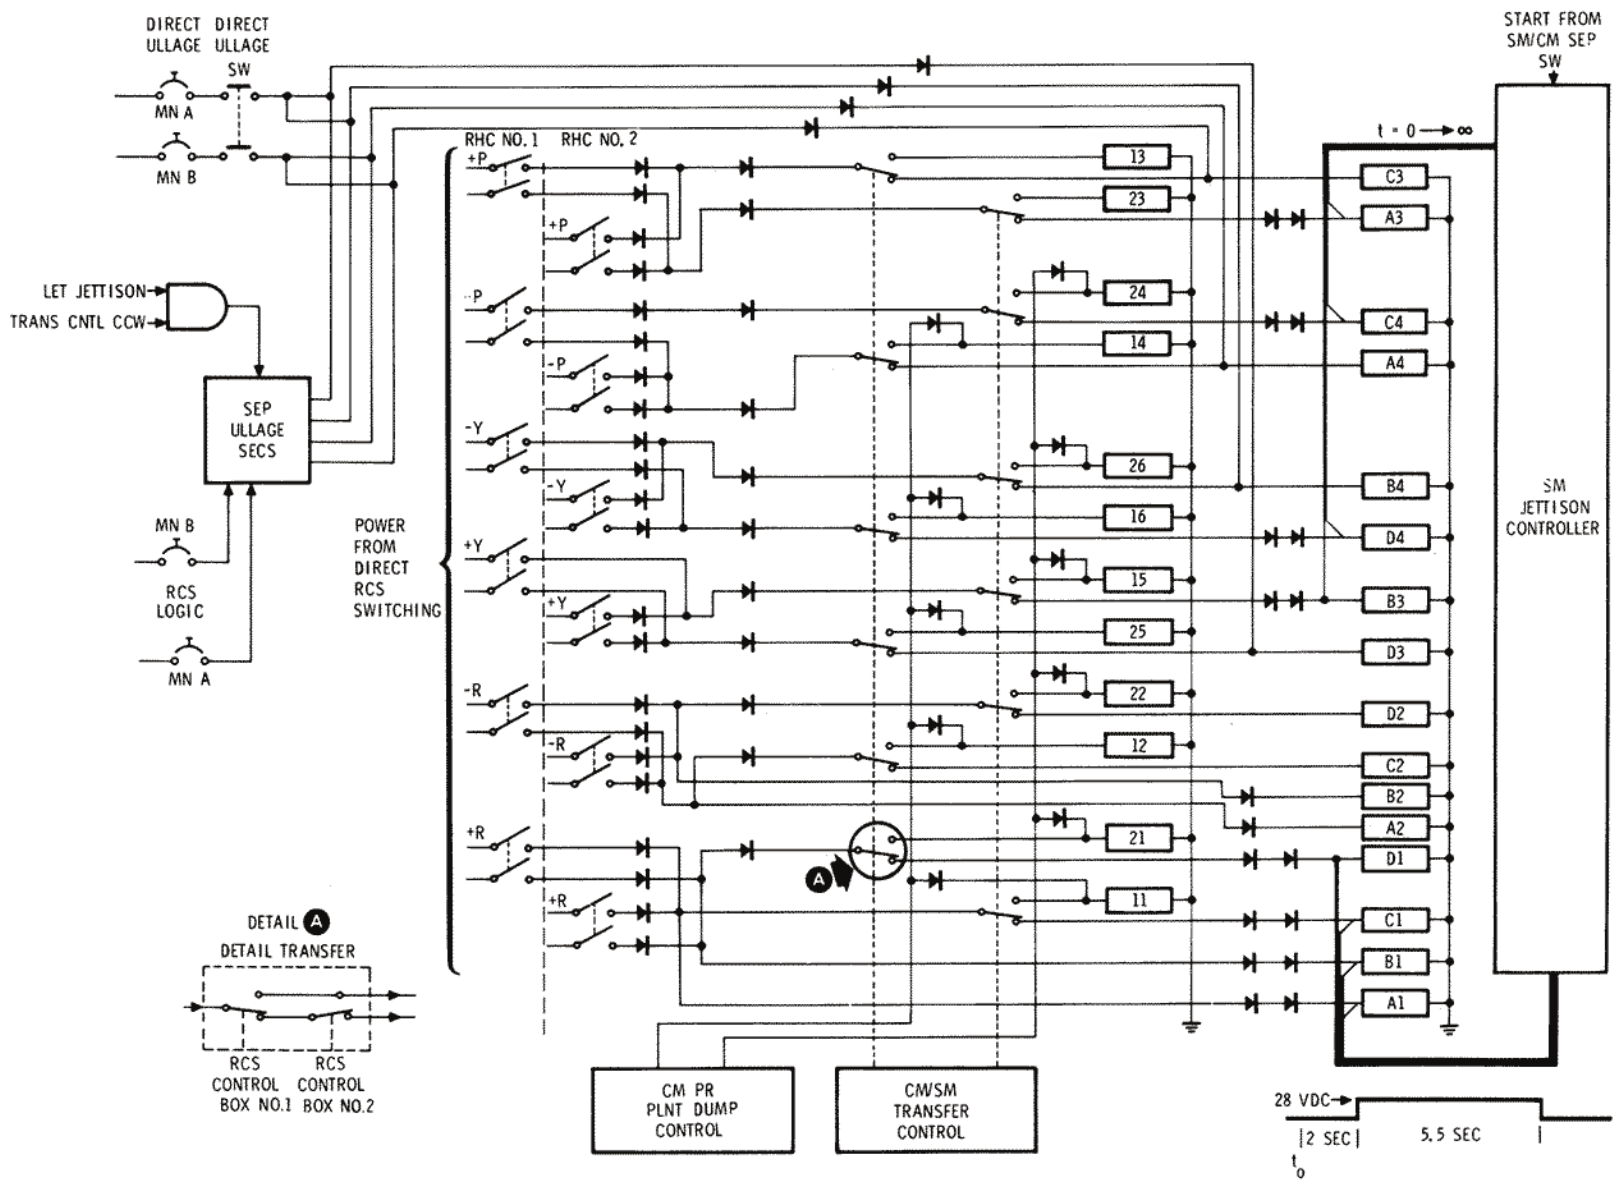 DIRECT ULLAGE
DIRECT ULLAGE SW
MN A
MN B
START FROM
SM/CM SEP
SW
t = 0 → ∞
RHC NO.1
RHC NO.2
+P
+P
-P
-P
-Y
-Y
+Y
+Y
-R
-R
+R
+R
LET JETTISON
TRANS CNTL CCW
SEP
ULLAGE
SECS
MN B
RCS
LOGIC
MN A
POWER
FROM
DIRECT
RCS
SWITCHING
13
23
24
14
26
16
15
25
22
12
21
11
C3
A3
C4
A4
B4
D4
B3
D3
D2
C2
B2
A2
D1
C1
B1
A1
SM
JETTISON
CONTROLLER
A
DETAIL A
DETAIL TRANSFER
RCS
CONTROL
BOX NO.1
RCS
CONTROL
BOX NO.2
CM PR
PLNT DUMP
CONTROL
CM/SM
TRANSFER
CONTROL
28 VDC
2 SEC
5.5 SEC
t₀